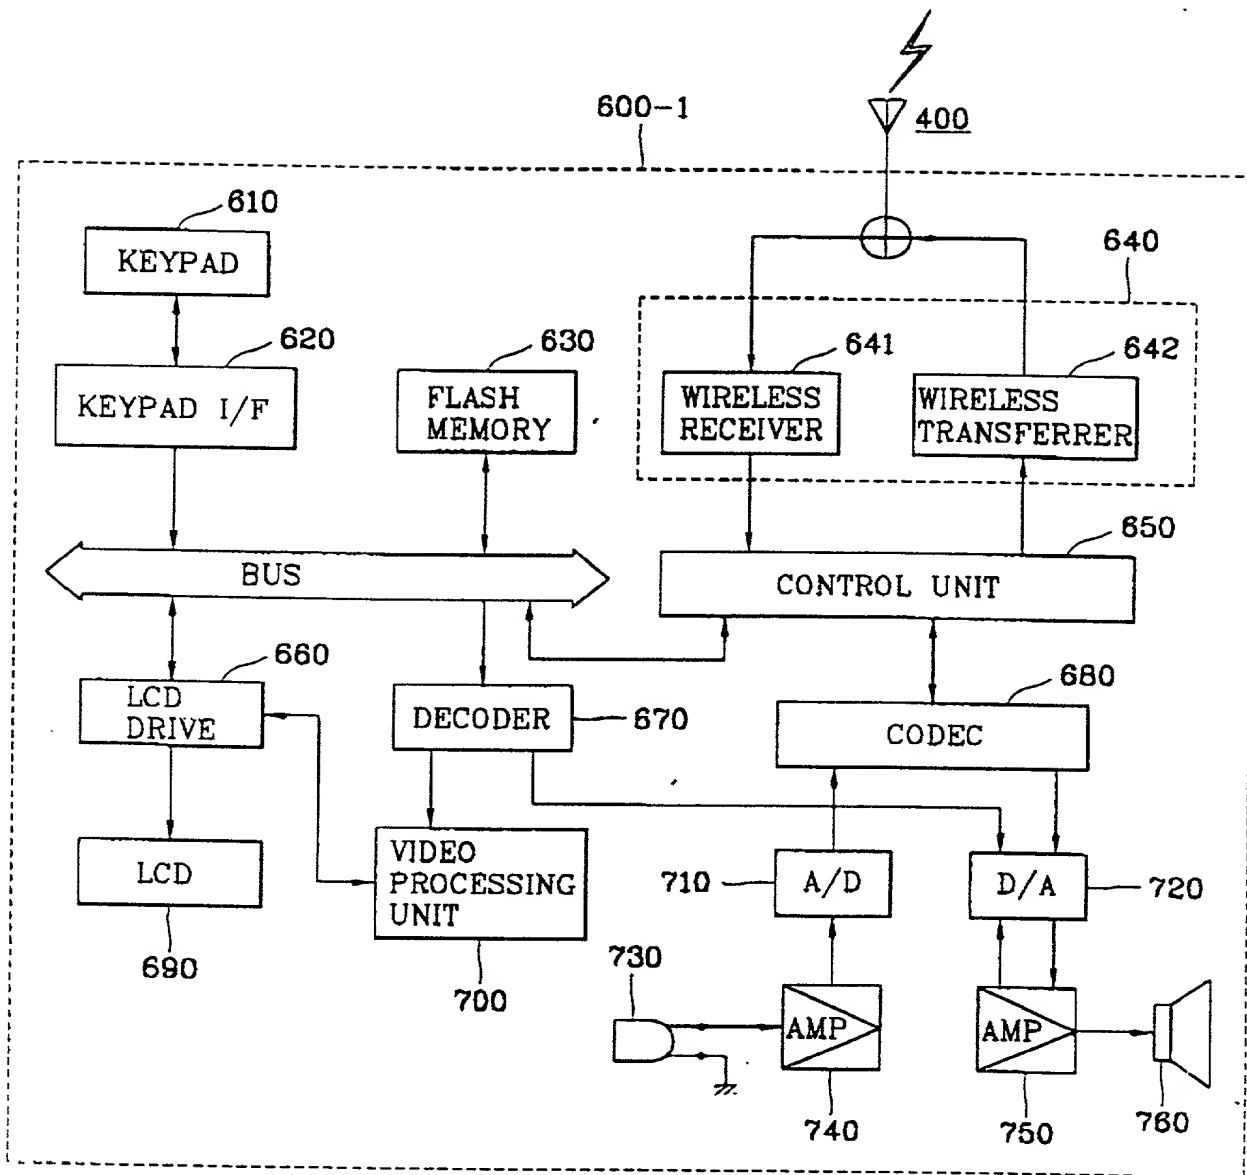 600-1
400
610
KEYPAD
640
620
KEYPAD I/F
630
FLASH
MEMORY
641
WIRELESS
RECEIVER
642
WIRELESS
TRANSFERRER
BUS
650
CONTROL UNIT
660
LCD
DRIVE
DECODER
670
680
CODEC
LCD
690
VIDEO
PROCESSING
UNIT
700
710
A/D
D/A
720
730
AMP
740
AMP
750
760